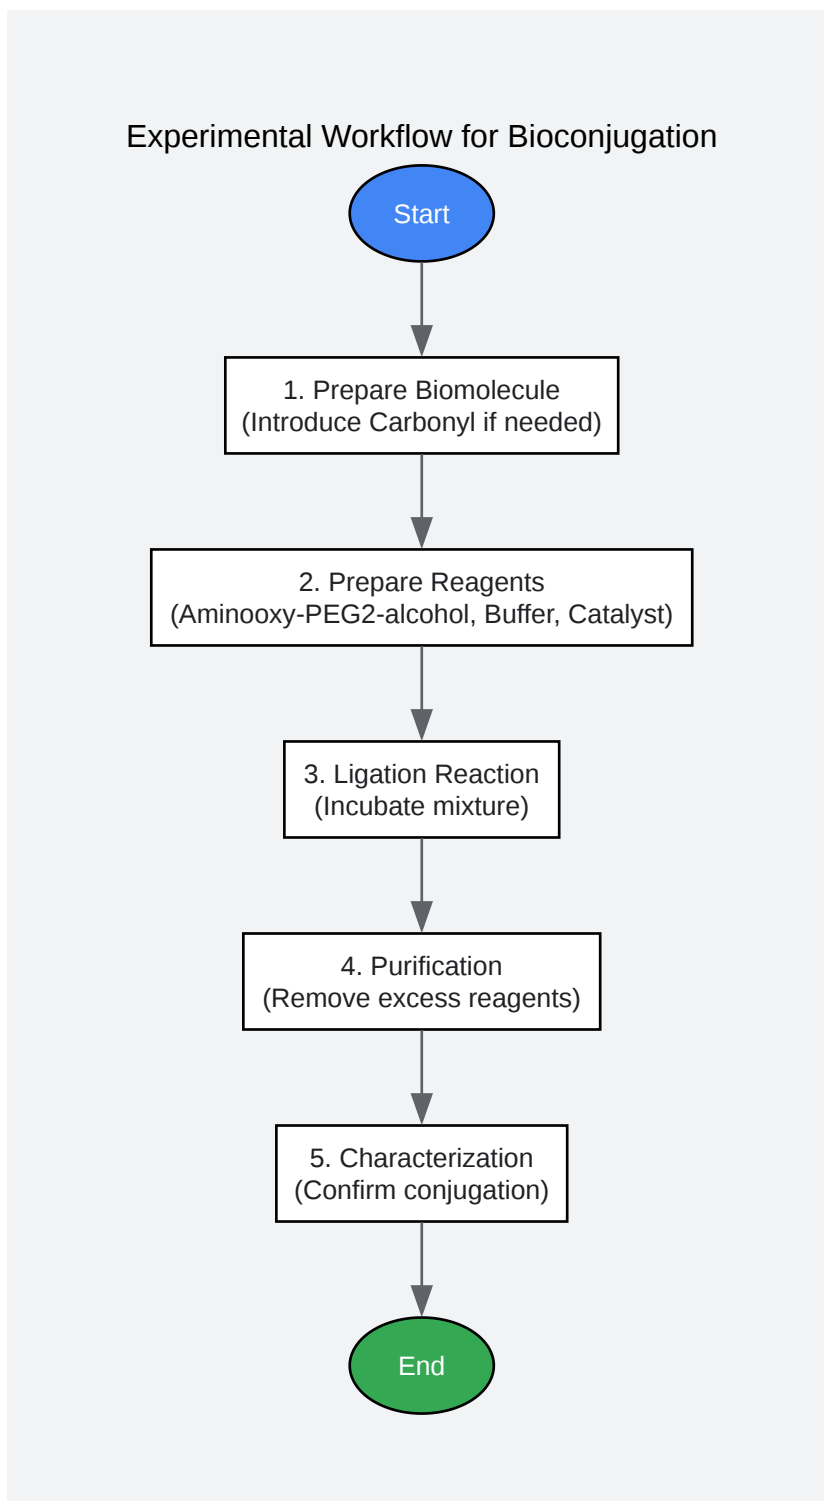 Experimental Workflow for Bioconjugation
Start
1. Prepare Biomolecule
(Introduce Carbonyl if needed)
2. Prepare Reagents
(Aminooxy-PEG2-alcohol, Buffer, Catalyst)
3. Ligation Reaction
(Incubate mixture)
4. Purification
(Remove excess reagents)
5. Characterization
(Confirm conjugation)
End